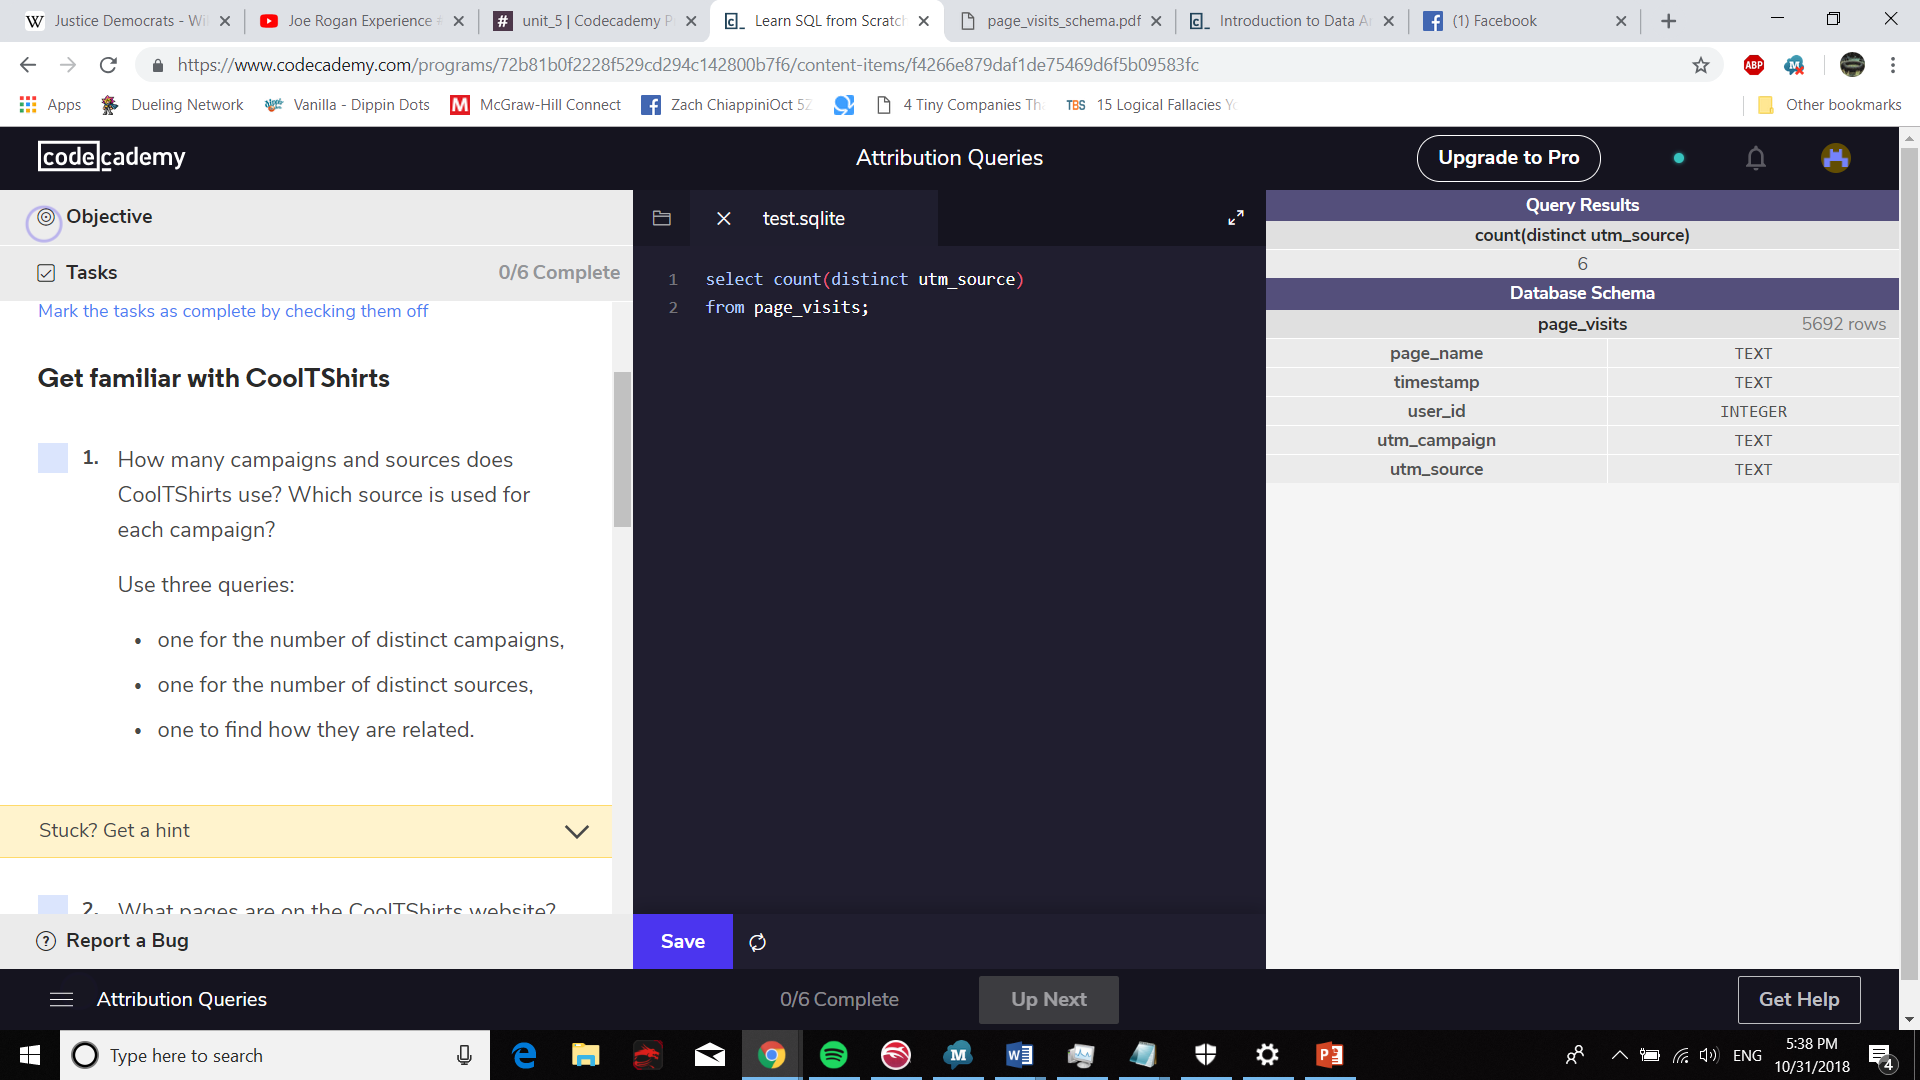 Justice Democrats - Wi
Joe Rogan Experience
unit_5 | Codecademy P
Learn SQL from Scratch
page_visits_schema.pdf
Introduction to Data A
(1) Facebook
https://www.codecademy.com/programs/72b81b0f2228f529cd294c142800b7f6/content-items/f4266e879daf1de75469d6f5b09583fc
ABP
Apps
Dueling Network
Vanilla - Dippin Dots
McGraw-Hill Connect
Zach ChiappiniOct 5
4 Tiny Companies Th
TBS
15 Logical Fallacies Yo
Other bookmarks
codecademy
Attribution Queries
Upgrade to Pro
Objective
Tasks
0/6 Complete
Mark the tasks as complete by checking them off
Get familiar with CoolTShirts
1. How many campaigns and sources does
CoolTShirts use? Which source is used for
each campaign?
Use three queries:
• one for the number of distinct campaigns,
• one for the number of distinct sources,
• one to find how they are related.
Stuck? Get a hint
2. What pages are on the CoolTShirts website?
Report a Bug
test.sqlite
1 select count(distinct utm_source)
2 from page_visits;
Save
Query Results
count(distinct utm_source)
6
Database Schema
page_visits 5692 rows
page_name TEXT
timestamp TEXT
user_id INTEGER
utm_campaign TEXT
utm_source TEXT
Attribution Queries
0/6 Complete
Up Next
Get Help
Type here to search
ENG
5:38 PM
10/31/2018
4